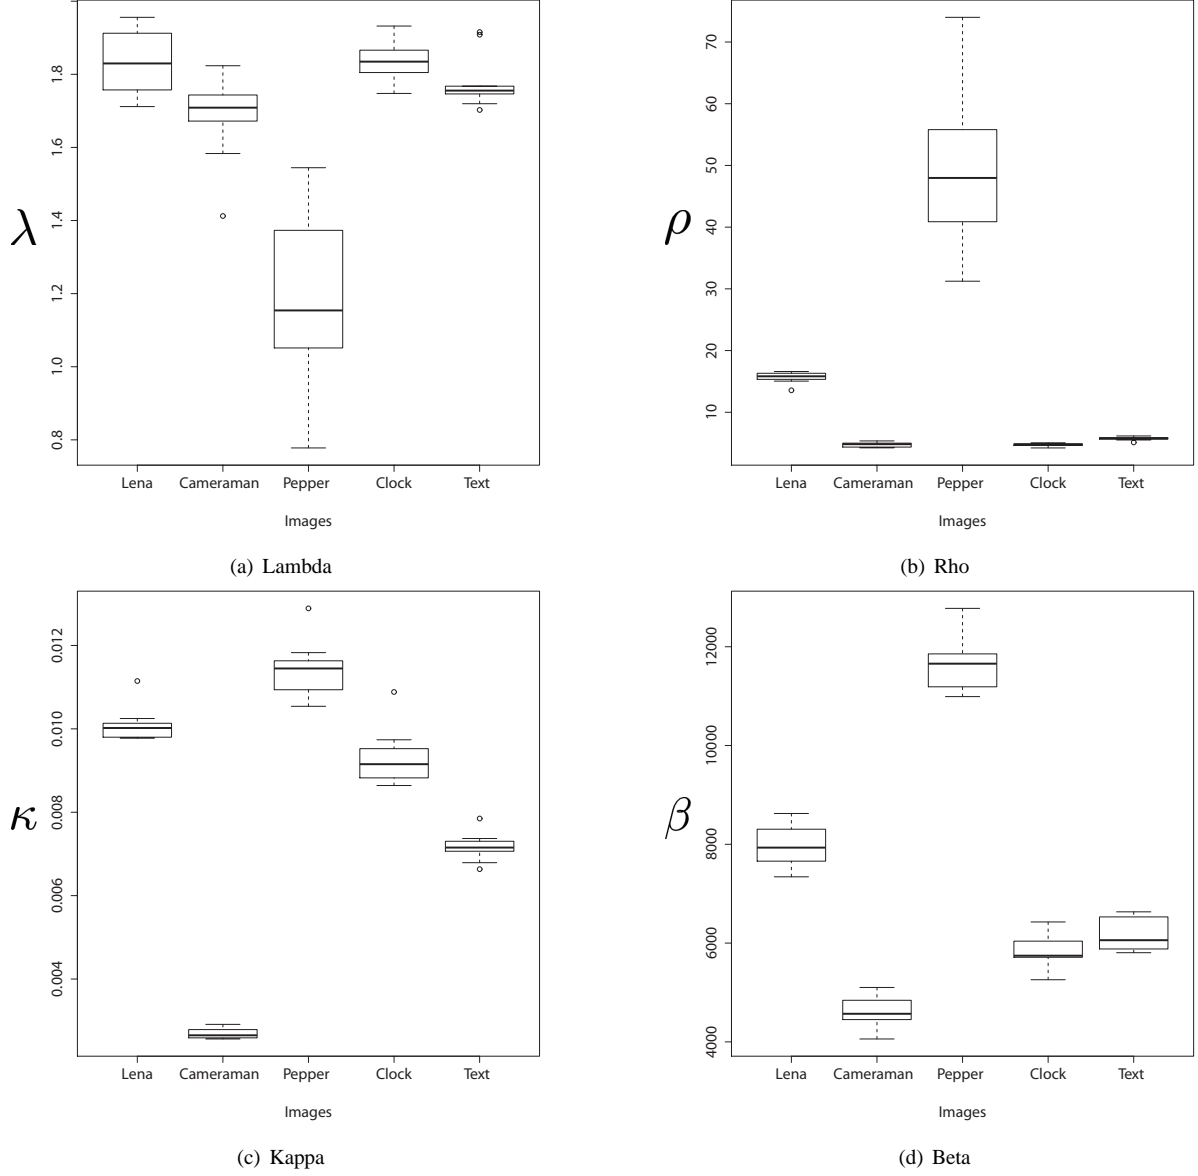 1.8
1.6
1.4
1.2
1.0
0.8
λ
Lena Cameraman Pepper Clock Text
Images
(a) Lambda
70
60
50
40
30
20
10
ρ
Lena Cameraman Pepper Clock Text
Images
(b) Rho
0.012
0.010
0.008
0.006
0.004
κ
Lena Cameraman Pepper Clock Text
Images
(c) Kappa
12000
10000
8000
6000
4000
β
Lena Cameraman Pepper Clock Text
Images
(d) Beta